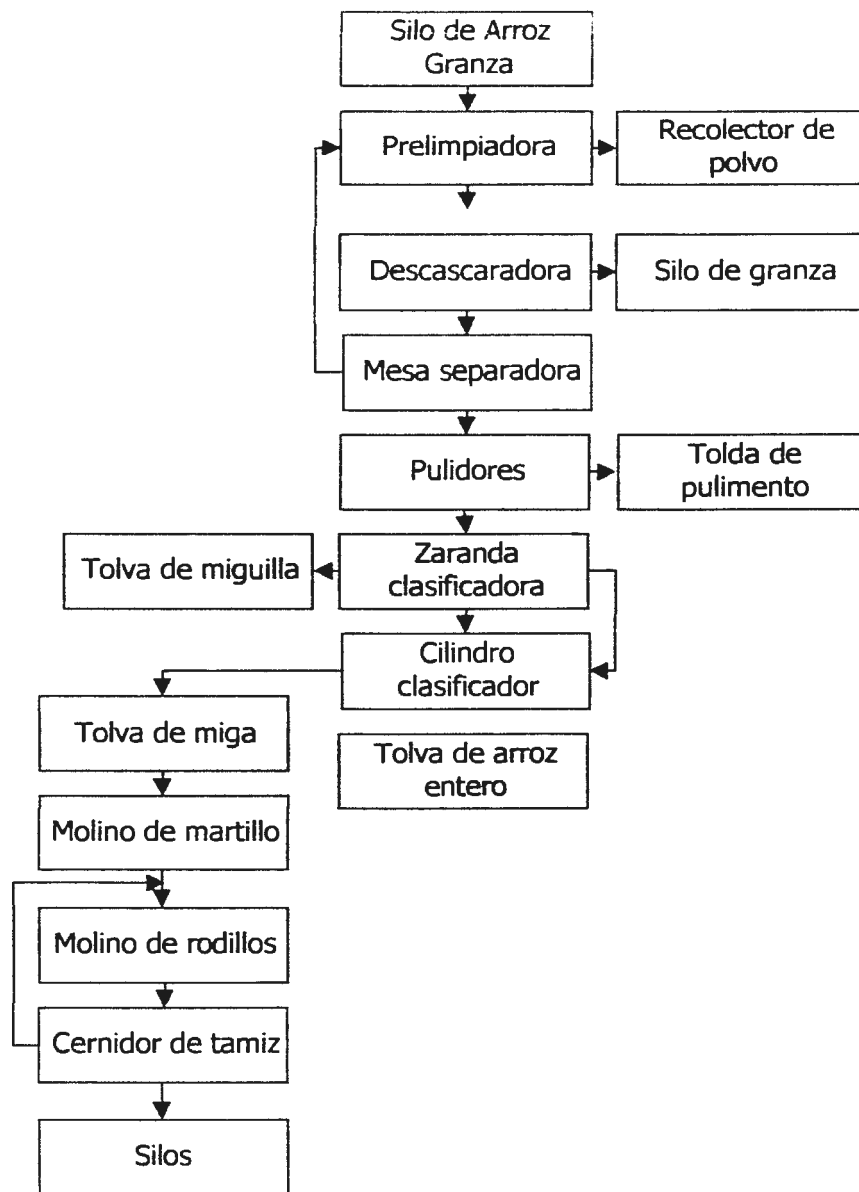 Silo de Arroz
Granza
Prelimpiadora
Recolector de
polvo
Descascaradora
Silo de granza
Mesa separadora
Pulidores
Tolda de
pulimento
Tolva de miguilla
Zaranda
clasificadora
Cilindro
clasificador
Tolva de miga
Tolva de arroz
entero
Molino de martillo
Molino de rodillos
Cernidor de tamiz
Silos